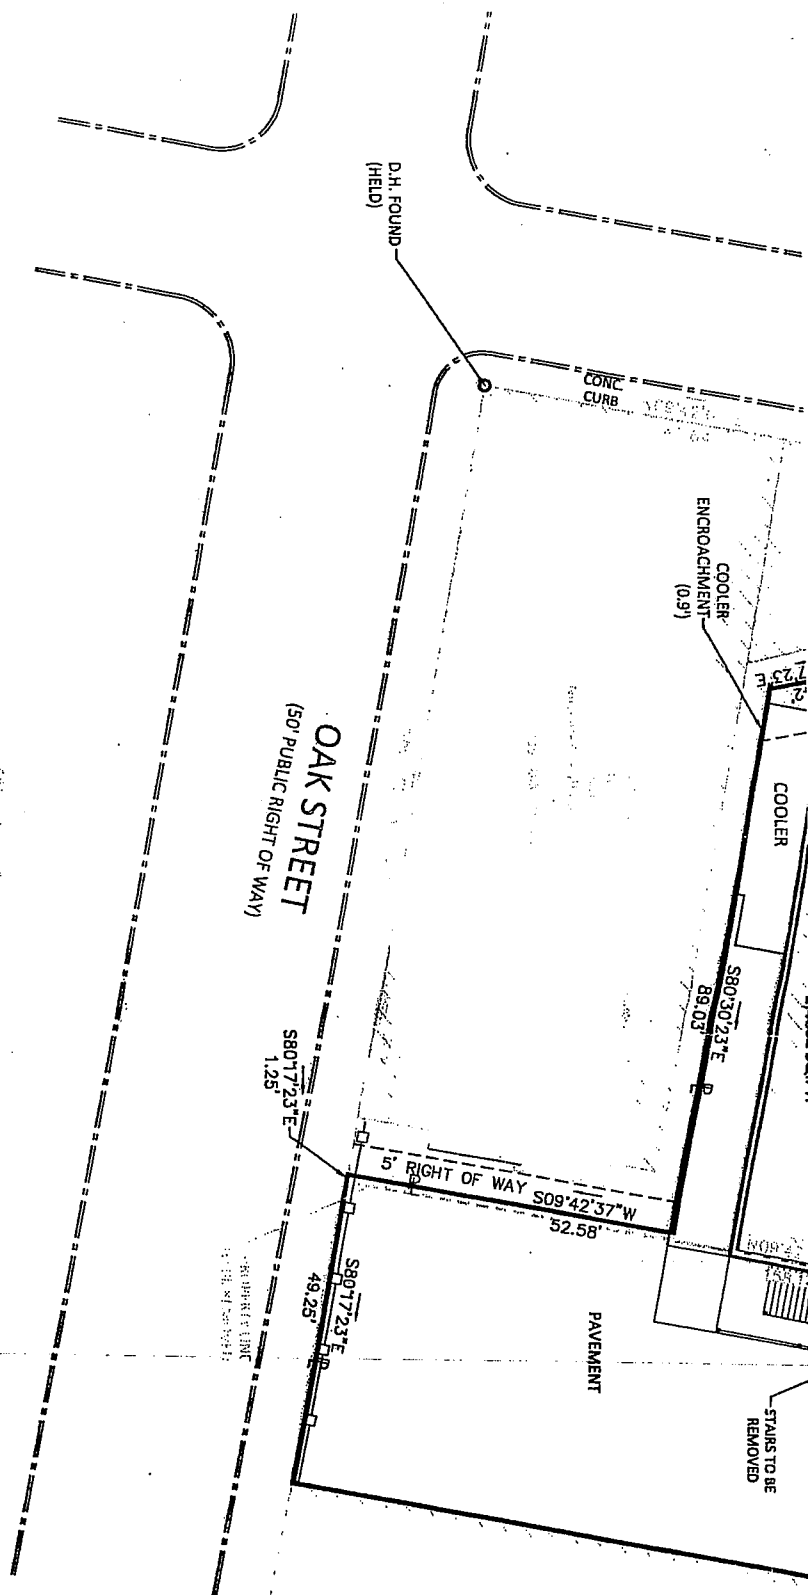 D.H. FOUND
(HELD)
CONC.
CURB
COOLER
ENCROACHMENT
(0.9')
COOLER
OAK STREET
(50' PUBLIC RIGHT OF WAY)
S80°30'23"E
89.03'
S80°17'23"E
1.25'
5' RIGHT OF WAY
S09°42'37"W
52.58'
S80°17'23"E
49.25'
PROPERTY LINE
PAVEMENT
STAIRS TO BE
REMOVED